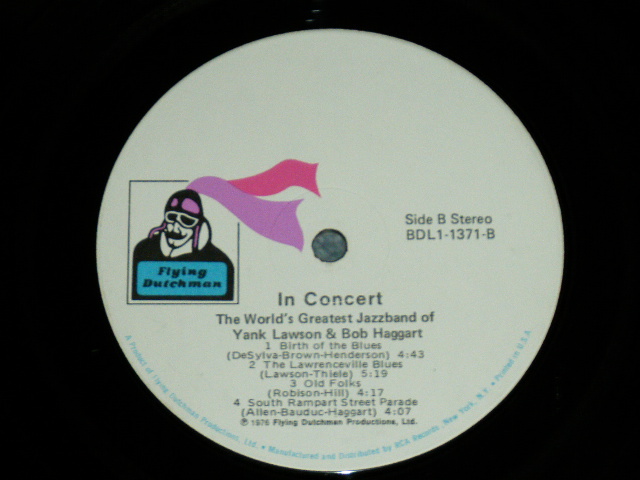 Side B Stereo
BDL1-1371-B
Flying
Dutchman
In Concert
The World's Greatest Jazzband of
Yank Lawson & Bob Haggart
1 Birth of the Blues
(DeSylva-Brown-Henderson) 4:43
2 The Lawrenceville Blues
(Lawson-Thiele) 5:19
3 Old Folks
(Robison-Hill) 4:17
4 South Rampart Street Parade
(Allen-Bauduc-Haggart) 4:07
℗ 1976 Flying Dutchman Productions, Ltd.
A Product of Flying Dutchman Productions, Ltd. • Manufactured and Distributed by RCA Records, New York, N.Y. • Printed in U.S.A.